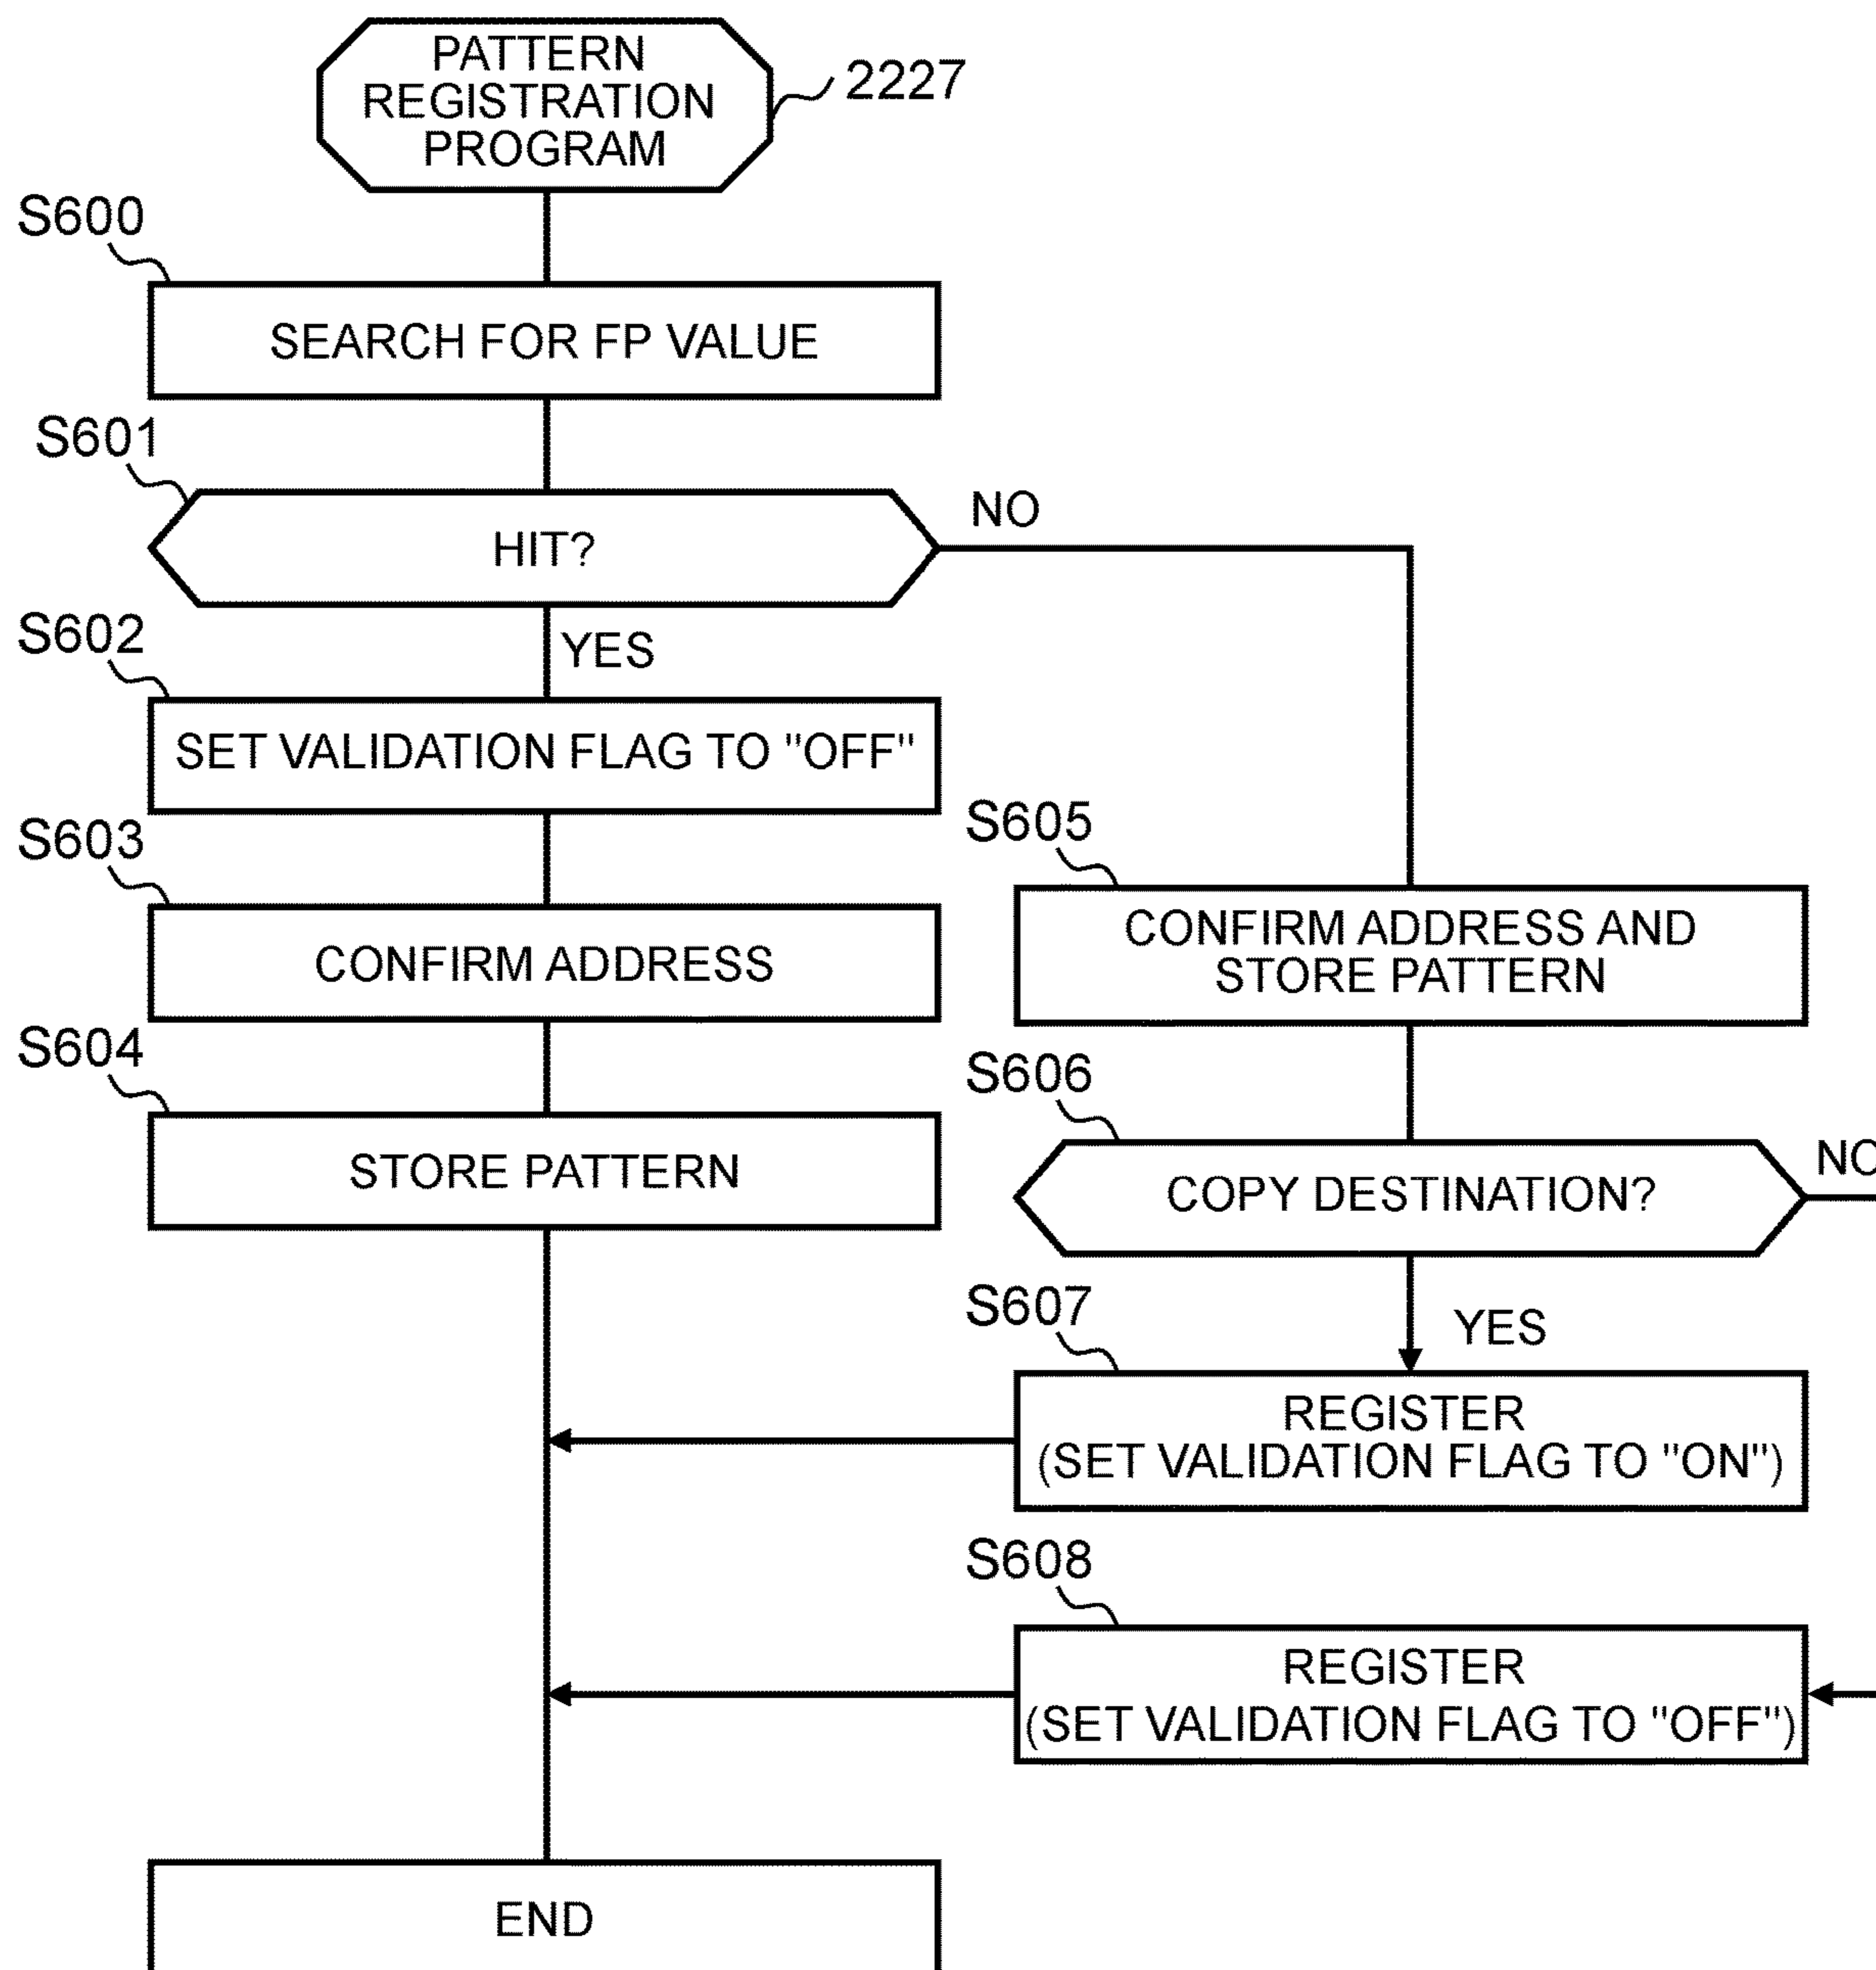 PATTERN
REGISTRATION
PROGRAM
2227
S600
SEARCH FOR FP VALUE
S601
HIT?
NO
YES
S602
SET VALIDATION FLAG TO "OFF"
S603
CONFIRM ADDRESS
S604
STORE PATTERN
S605
CONFIRM ADDRESS AND
STORE PATTERN
S606
COPY DESTINATION?
NO
YES
S607
REGISTER
(SET VALIDATION FLAG TO "ON")
S608
REGISTER
(SET VALIDATION FLAG TO "OFF")
END